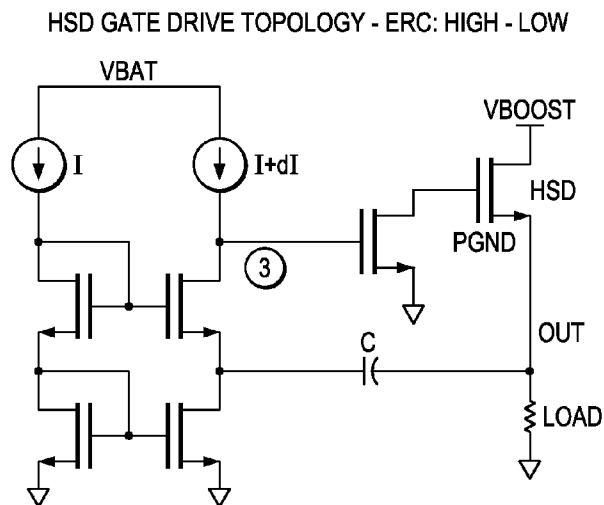 HSD GATE DRIVE TOPOLOGY - ERC: HIGH - LOW
VBAT
VBOOST
I
I+dI
HSD
PGND
3
OUT
C
LOAD